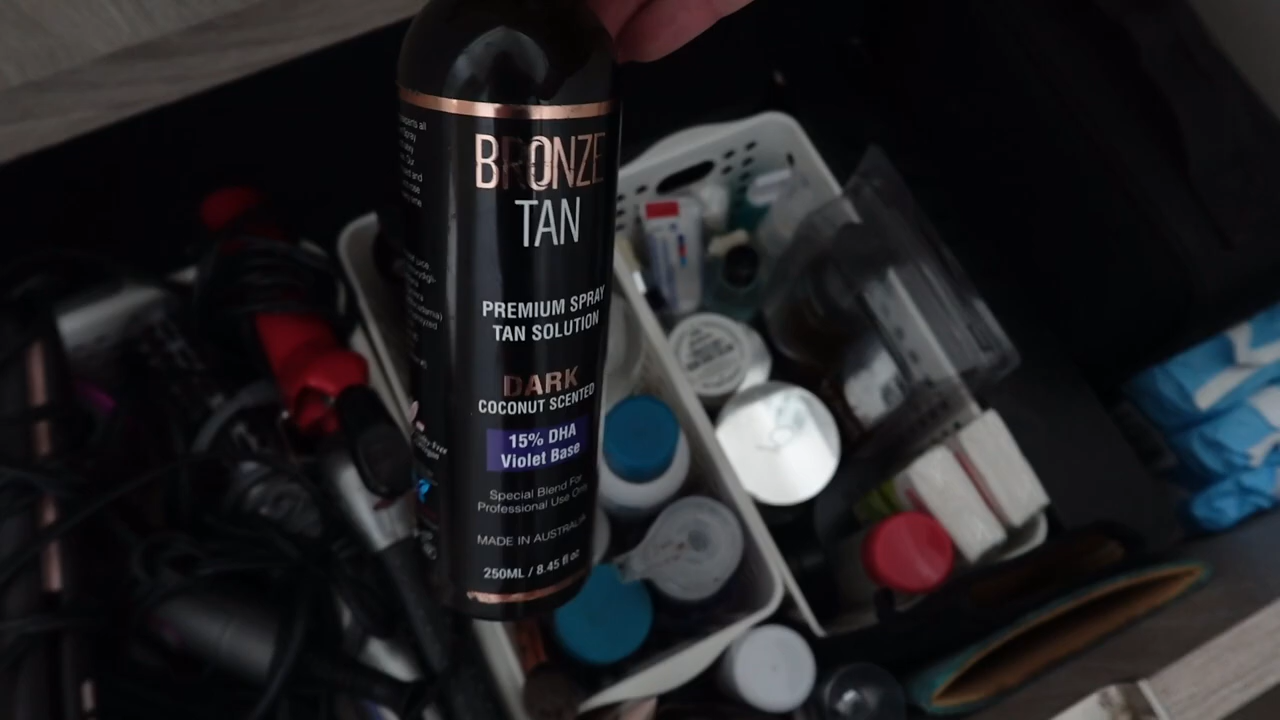 BRONZE
TAN
PREMIUM SPRAY
TAN SOLUTION
DARK
COCONUT SCENTED
15% DHA
Violet Base
Special Blend For
Professional Use Only
MADE IN AUSTRALIA
250ML / 8.45 fl oz